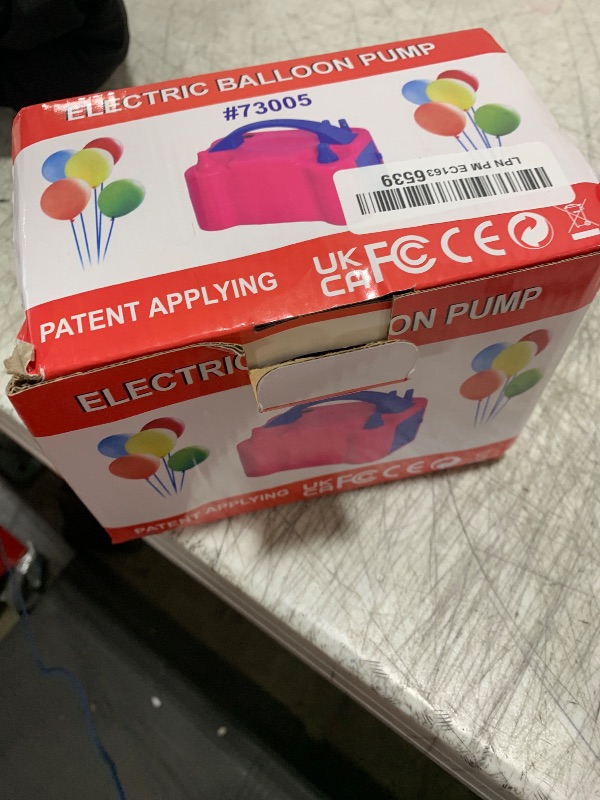 ELECTRIC BALLOON PUMP
#73005
LPN PM EC163 6539
PATENT APPLYING
UK
CA FC CE
ELECTRIC
ON PUMP
PATENT APPLYING
UK
CA FC CE